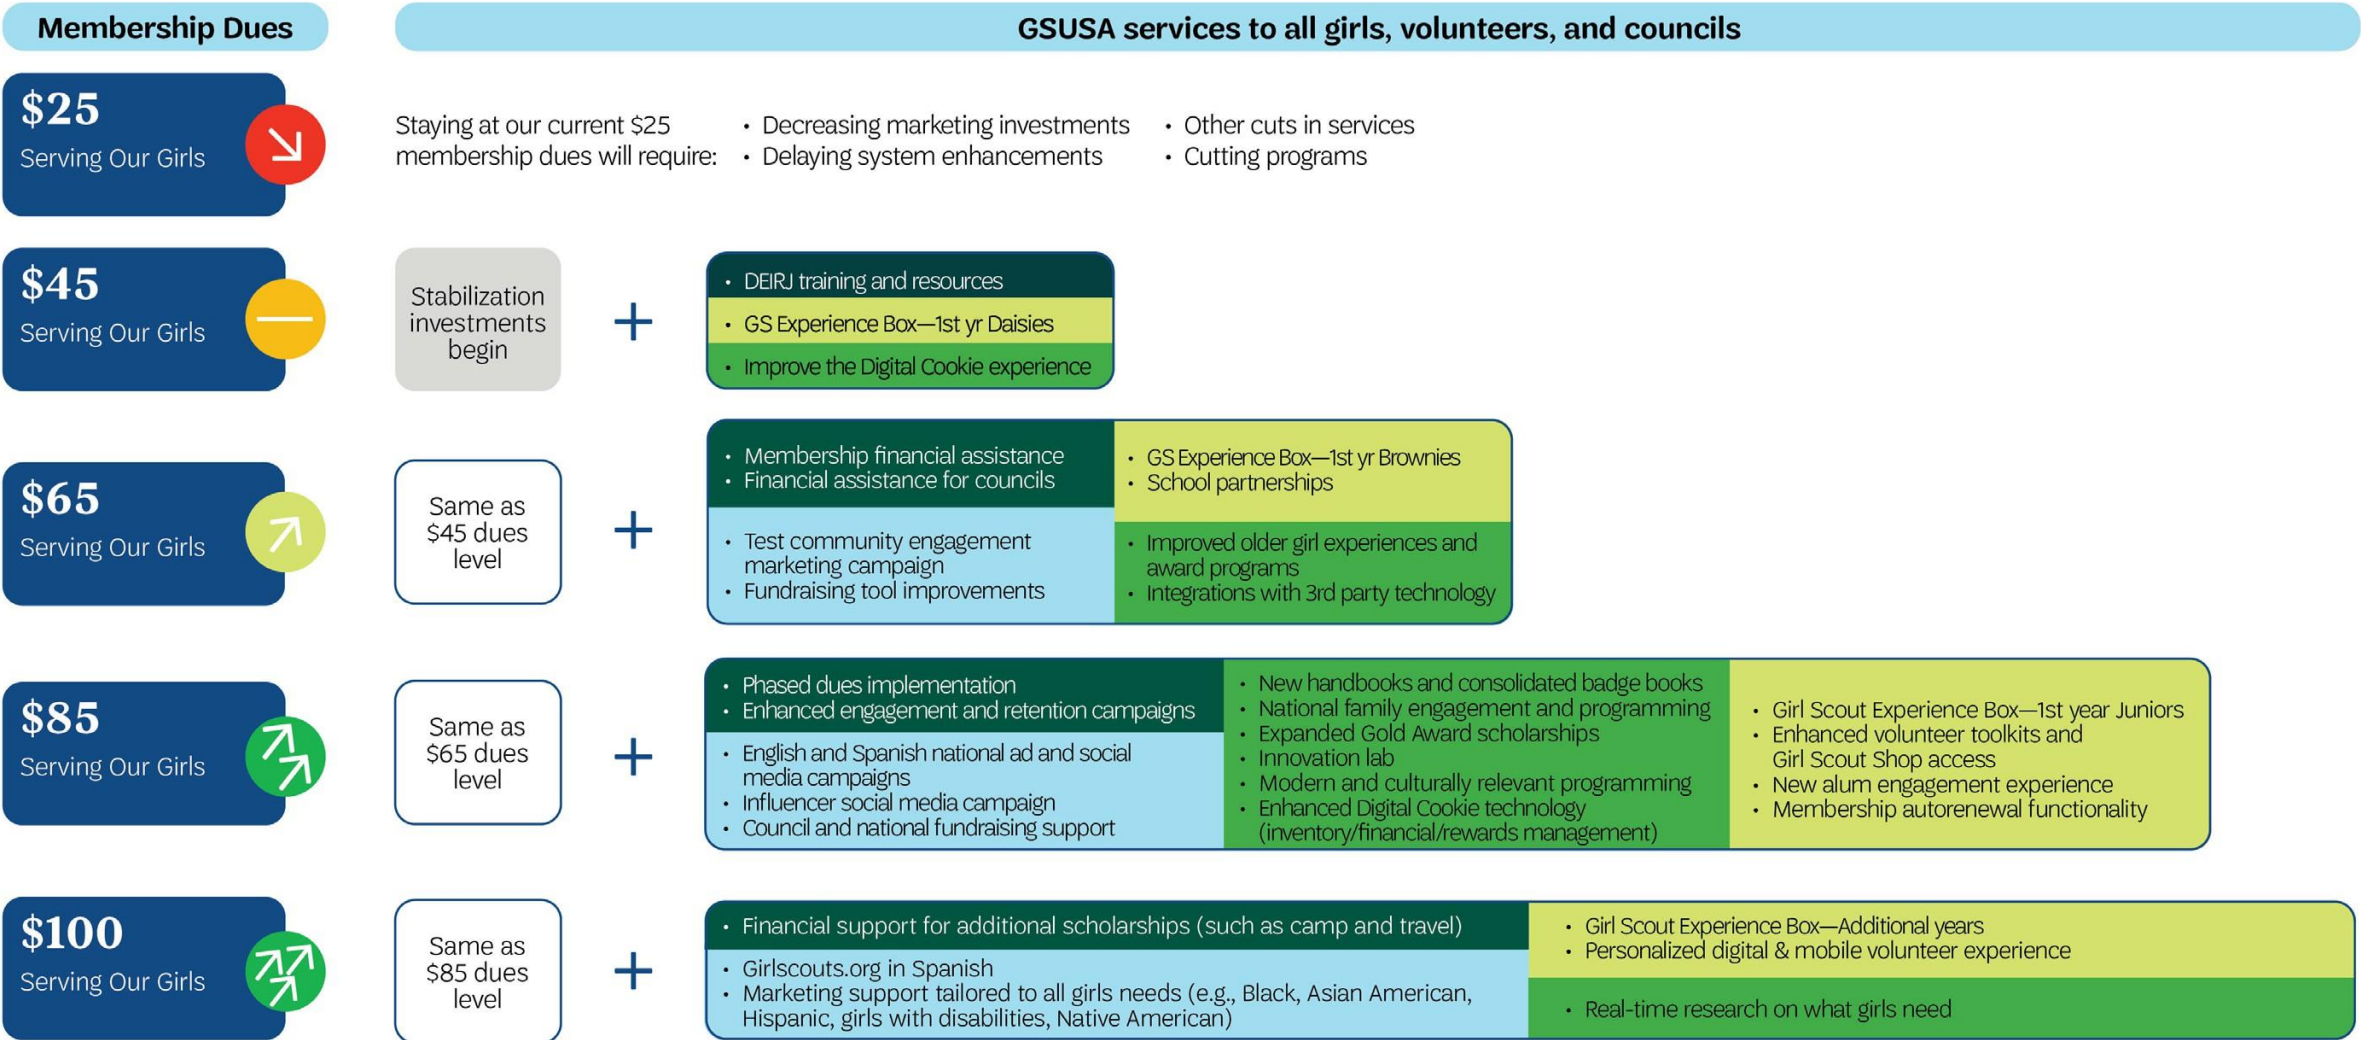 Membership Dues
GSUSA services to all girls, volunteers, and councils
$25
Serving Our Girls
Staying at our current $25
membership dues will require:
• Decreasing marketing investments
• Delaying system enhancements
• Other cuts in services
• Cutting programs
$45
Serving Our Girls
Stabilization
investments
begin
+
• DEIRJ training and resources
• GS Experience Box—1st yr Daisies
• Improve the Digital Cookie experience
$65
Serving Our Girls
Same as
$45 dues
level
+
• Membership financial assistance
• Financial assistance for councils
• Test community engagement
marketing campaign
• Fundraising tool improvements
• GS Experience Box—1st yr Brownies
• School partnerships
• Improved older girl experiences and
award programs
• Integrations with 3rd party technology
$85
Serving Our Girls
Same as
$65 dues
level
+
• Phased dues implementation
• Enhanced engagement and retention campaigns
• English and Spanish national ad and social
media campaigns
• Influencer social media campaign
• Council and national fundraising support
• New handbooks and consolidated badge books
• National family engagement and programming
• Expanded Gold Award scholarships
• Innovation lab
• Modern and culturally relevant programming
• Enhanced Digital Cookie technology
(inventory/financial/rewards management)
• Girl Scout Experience Box—1st year Juniors
• Enhanced volunteer toolkits and
Girl Scout Shop access
• New alum engagement experience
• Membership autorenewal functionality
$100
Serving Our Girls
Same as
$85 dues
level
+
• Financial support for additional scholarships (such as camp and travel)
• Girlscouts.org in Spanish
• Marketing support tailored to all girls needs (e.g., Black, Asian American,
Hispanic, girls with disabilities, Native American)
• Girl Scout Experience Box—Additional years
• Personalized digital & mobile volunteer experience
• Real-time research on what girls need